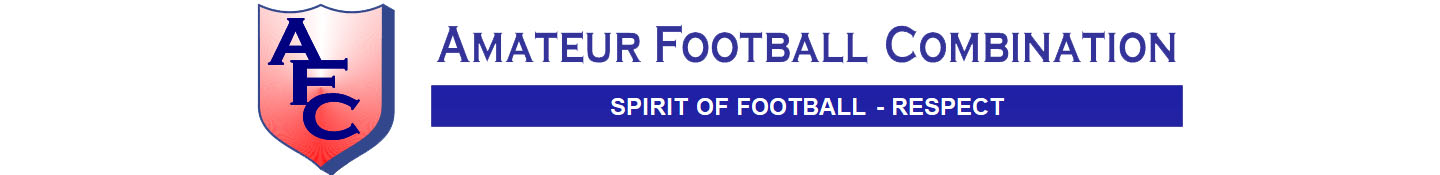 AFC
AMATEUR FOOTBALL COMBINATION
SPIRIT OF FOOTBALL - RESPECT